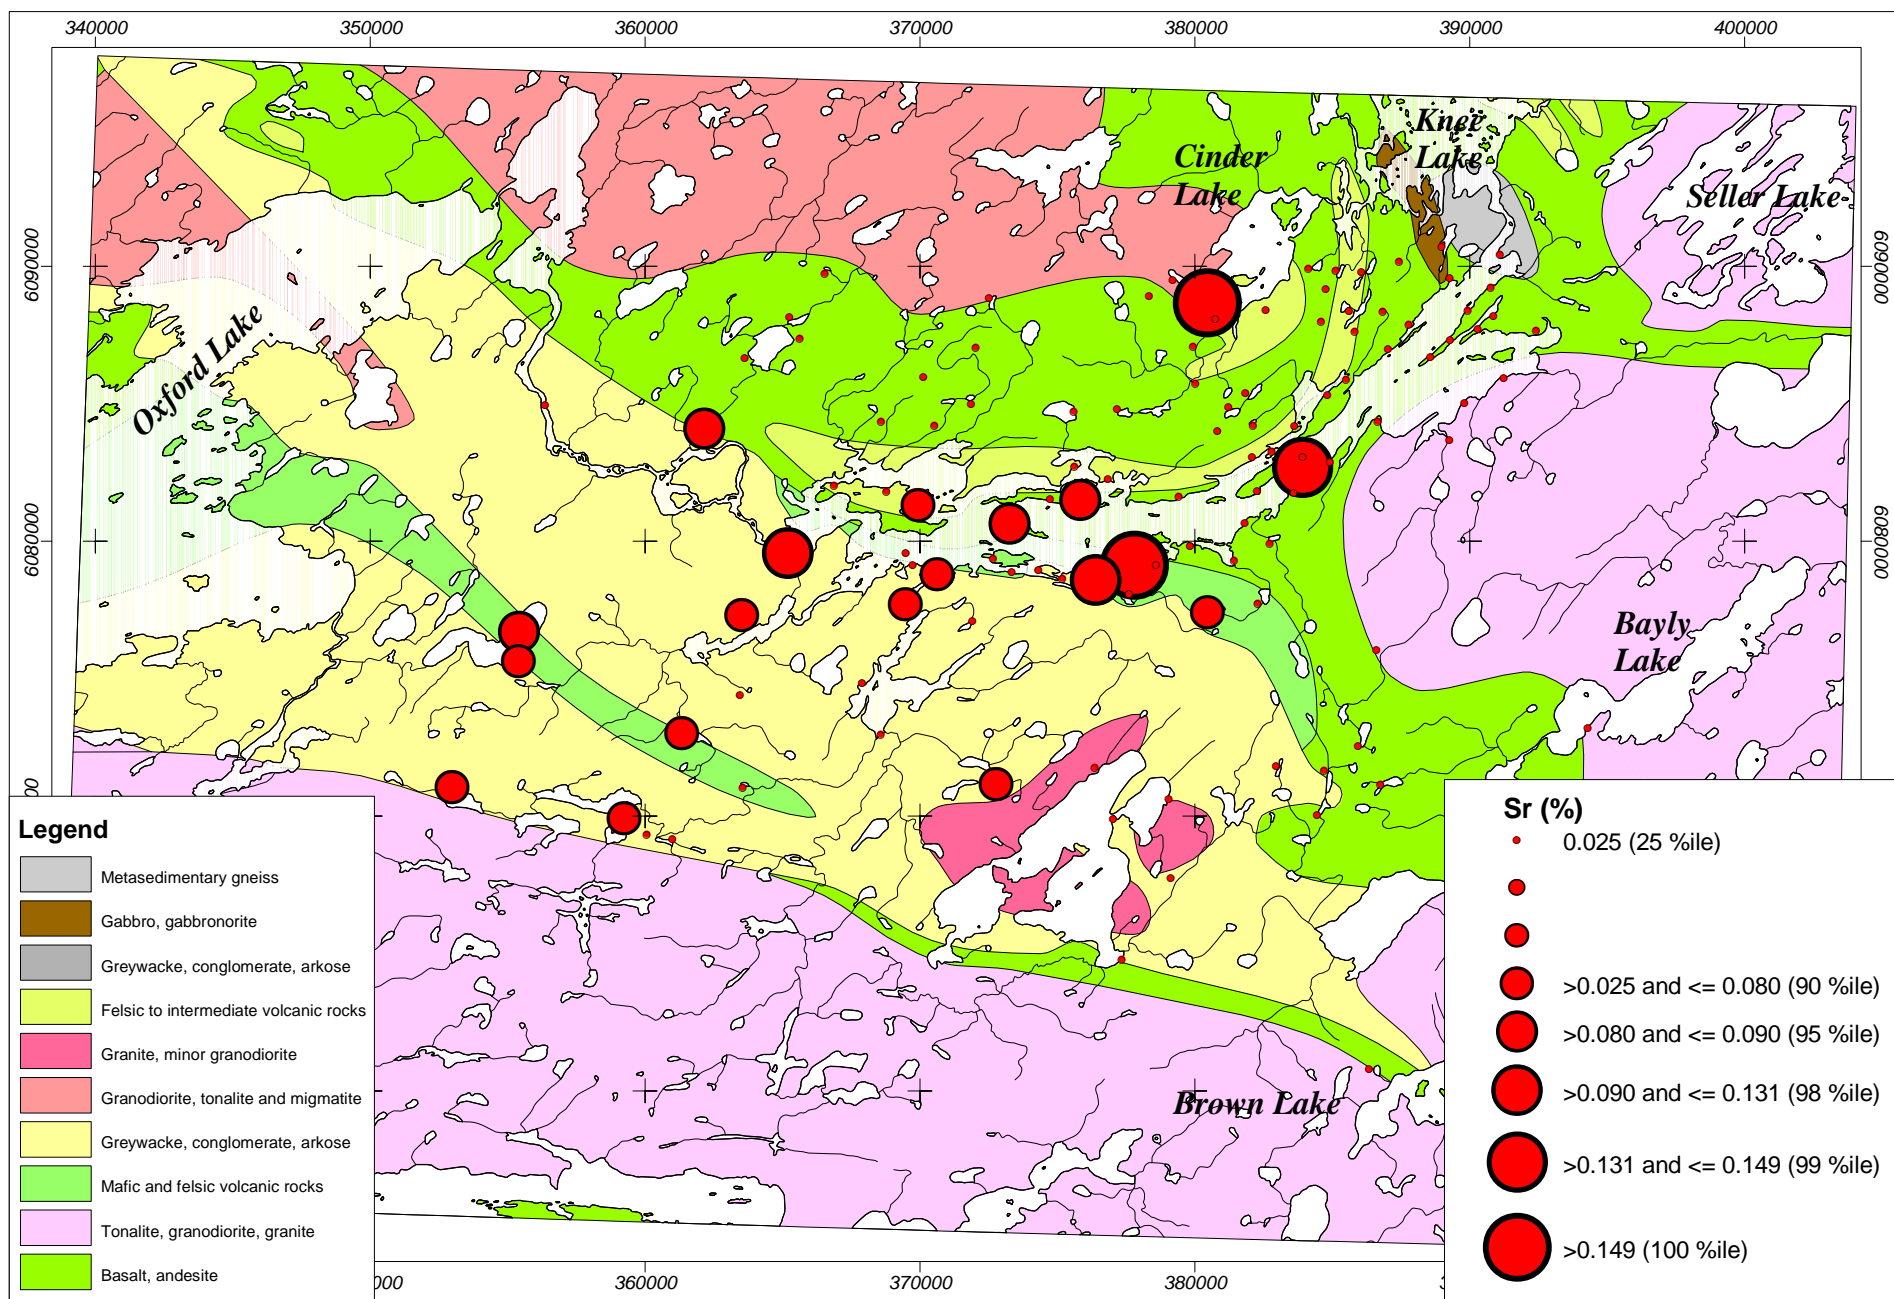 340000 350000 360000 370000 380000 390000 400000
Knee
Lake
Cinder
Lake
Seller Lake
6090000 6090000
Oxford Lake
6080000 6080000
Bayly
Lake
Brown Lake
Legend
Metasedimentary gneiss
Gabbro, gabbronorite
Greywacke, conglomerate, arkose
Felsic to intermediate volcanic rocks
Granite, minor granodiorite
Granodiorite, tonalite and migmatite
Greywacke, conglomerate, arkose
Mafic and felsic volcanic rocks
Tonalite, granodiorite, granite
Basalt, andesite
Sr (%)
0.025 (25 %ile)
>0.025 and <= 0.080 (90 %ile)
>0.080 and <= 0.090 (95 %ile)
>0.090 and <= 0.131 (98 %ile)
>0.131 and <= 0.149 (99 %ile)
>0.149 (100 %ile)
360000 370000 380000